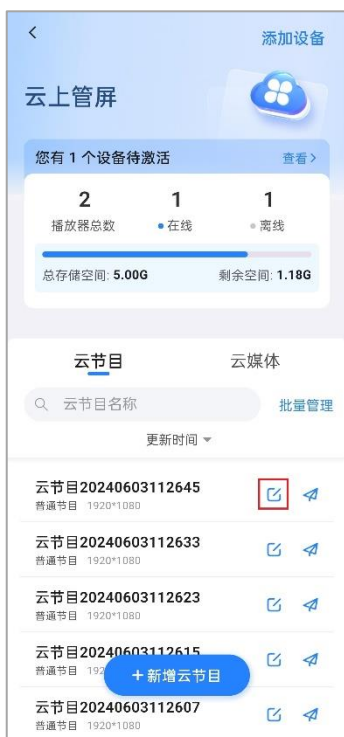 添加设备
云上管屏
您有 1 个设备待激活 查看>
2 1 1
播放器总数 在线 离线
总存储空间: 5.00G 剩余空间: 1.18G
云节目 云媒体
云节目名称 批量管理
更新时间
云节目20240603112645
普通节目 1920*1080
云节目20240603112633
普通节目 1920*1080
云节目20240603112623
普通节目 1920*1080
云节目20240603112615
普通节目 192
+新增云节目
云节目20240603112607
普通节目 1920*1080